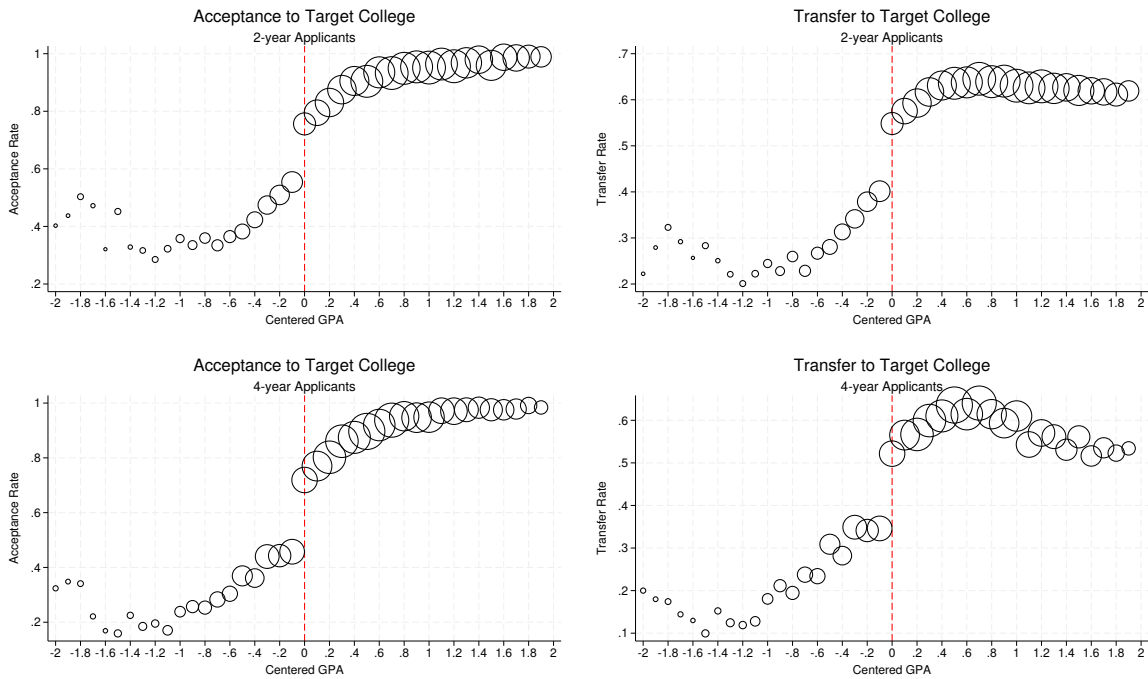 Acceptance to Target College
2-year Applicants
Acceptance Rate
1
.8
.6
.4
.2
-2 -1.8 -1.6 -1.4 -1.2 -1 -.8 -.6 -.4 -.2 0 .2 .4 .6 .8 1 1.2 1.4 1.6 1.8 2
Centered GPA
Transfer to Target College
2-year Applicants
Transfer Rate
.7
.6
.5
.4
.3
.2
-2 -1.8 -1.6 -1.4 -1.2 -1 -.8 -.6 -.4 -.2 0 .2 .4 .6 .8 1 1.2 1.4 1.6 1.8 2
Centered GPA
Acceptance to Target College
4-year Applicants
Acceptance Rate
1
.8
.6
.4
.2
-2 -1.8 -1.6 -1.4 -1.2 -1 -.8 -.6 -.4 -.2 0 .2 .4 .6 .8 1 1.2 1.4 1.6 1.8 2
Centered GPA
Transfer to Target College
4-year Applicants
Transfer Rate
.6
.5
.4
.3
.2
.1
-2 -1.8 -1.6 -1.4 -1.2 -1 -.8 -.6 -.4 -.2 0 .2 .4 .6 .8 1 1.2 1.4 1.6 1.8 2
Centered GPA